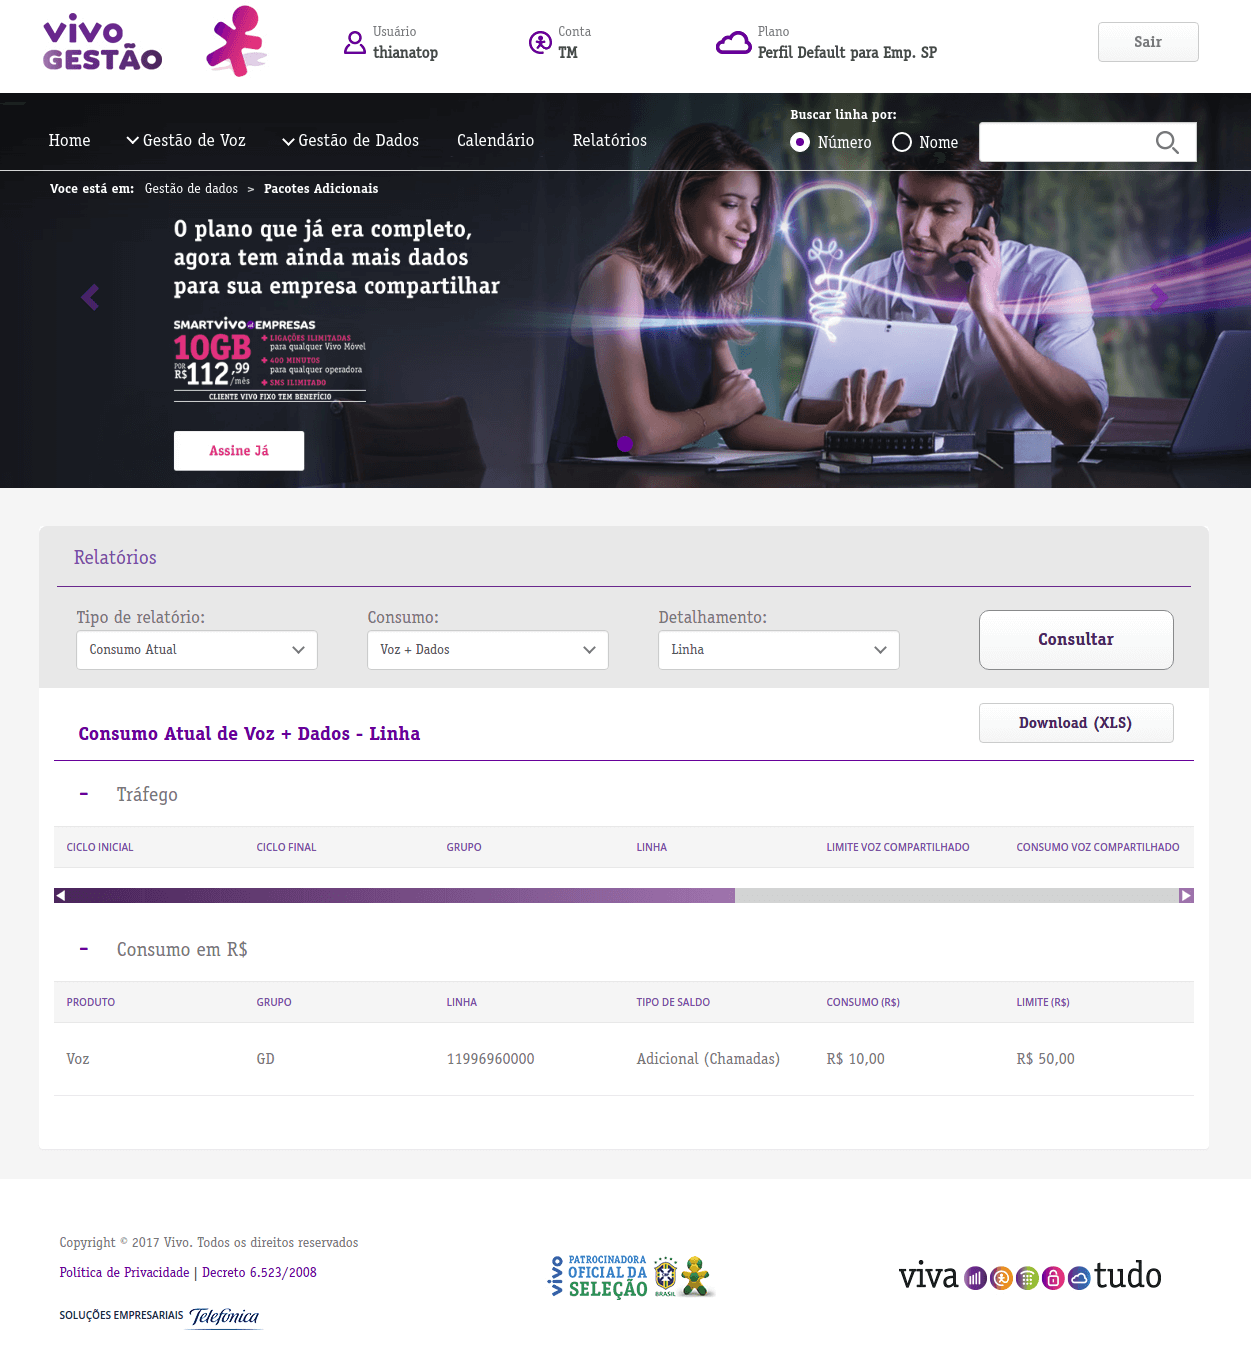 vivo
GESTÃO
Usuário
thianatop
Conta
TM
Plano
Perfil Default para Emp. SP
Sair
Home
Gestão de Voz
Gestão de Dados
Calendário
Relatórios
Buscar linha por:
Número
Nome
Voce está em: Gestão de dados > Pacotes Adicionais
O plano que já era completo,
agora tem ainda mais dados
para sua empresa compartilhar
SMARTVIVO EMPRESAS
10GB
POR
R$112,99
/mês
LIGAÇÕES ILIMITADAS
para qualquer Vivo Móvel
400 MINUTOS
para qualquer operadora
SMS ILIMITADO
CLIENTE VIVO FIXO TEM BENEFÍCIO
Assine Já
Relatórios
Tipo de relatório:
Consumo Atual
Consumo:
Voz + Dados
Detalhamento:
Linha
Consultar
Consumo Atual de Voz + Dados - Linha
Download (XLS)
- Tráfego
CICLO INICIAL CICLO FINAL GRUPO LINHA LIMITE VOZ COMPARTILHADO CONSUMO VOZ COMPARTILHADO
- Consumo em R$
PRODUTO GRUPO LINHA TIPO DE SALDO CONSUMO (R$) LIMITE (R$)
Voz GD 11996960000 Adicional (Chamadas) R$ 10,00 R$ 50,00
Copyright © 2017 Vivo. Todos os direitos reservados
Política de Privacidade | Decreto 6.523/2008
SOLUÇÕES EMPRESARIAIS Telefónica
vivo
PATROCINADORA
OFICIAL DA
SELEÇÃO
BRASIL
viva tudo